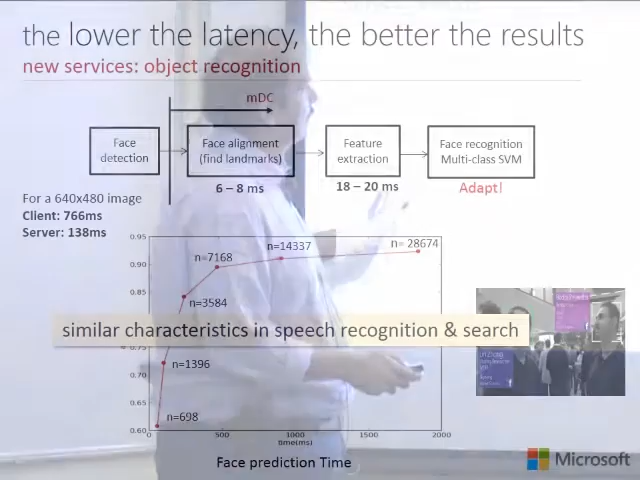 the lower the latency, the better the results
new services: object recognition
mDC
Face detection
Face alignment (find landmarks)
Feature extraction
Face recognition Multi-class SVM
6 – 8 ms
18 – 20 ms
Adapt!
For a 640x480 image
Client: 766ms
Server: 138ms
0.95
0.90
0.85
0.80
0.70
0.65
0.60
n=698
n=1396
n=3584
n=7168
n=14337
n= 28674
similar characteristics in speech recognition & search
0
500
1000
1500
2000
time(ms)
Face prediction Time
Microsoft